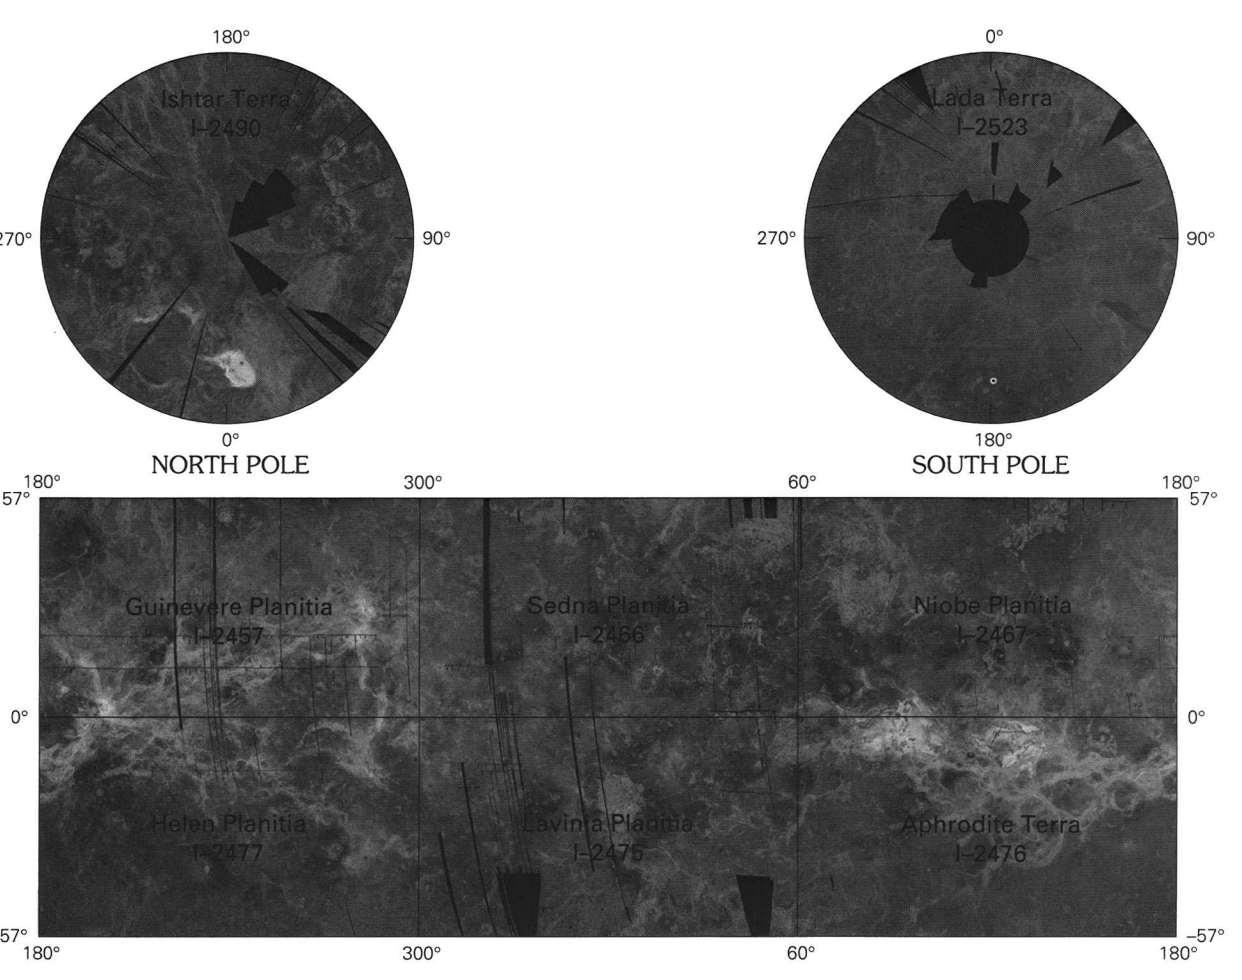 180°
0°
Ishtar Terra
I–2490
Lada Terra
I–2523
270°
90°
270°
90°
0°
180°
NORTH POLE
SOUTH POLE
180°
300°
60°
180°
57°
57°
Guinevere Planitia
I–2457
Sedna Planitia
I–2466
Niobe Planitia
I–2467
0°
0°
Helen Planitia
I–2477
Lavinia Planitia
I–2475
Aphrodite Terra
I–2476
57°
–57°
180°
300°
60°
180°